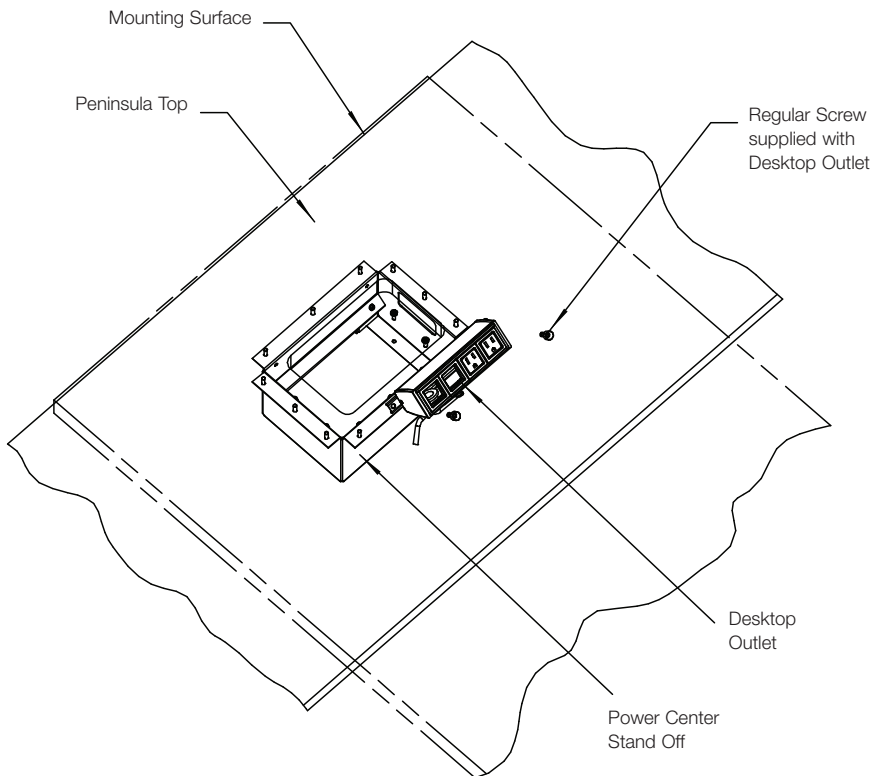 Mounting Surface
Peninsula Top
Regular Screw
supplied with
Desktop Outlet
Desktop
Outlet
Power Center
Stand Off